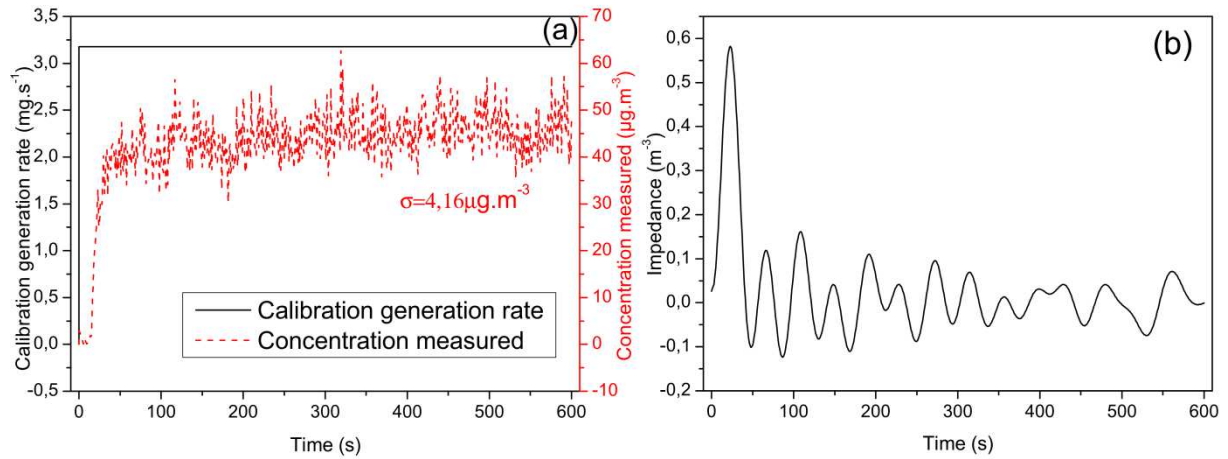 (a)
3,5
3,0
2,5
2,0
1,5
1,0
0,5
0,0
-0,5
Calibration generation rate (mg.s⁻¹)
70
60
50
40
30
20
10
0
-10
Concentration measured (µg.m⁻³)
σ=4,16µg.m⁻³
Calibration generation rate
Concentration measured
0 100 200 300 400 500 600
Time (s)
(b)
0,6
0,5
0,4
0,3
0,2
0,1
0,0
-0,1
-0,2
Impedance (m⁻³)
0 100 200 300 400 500 600
Time (s)